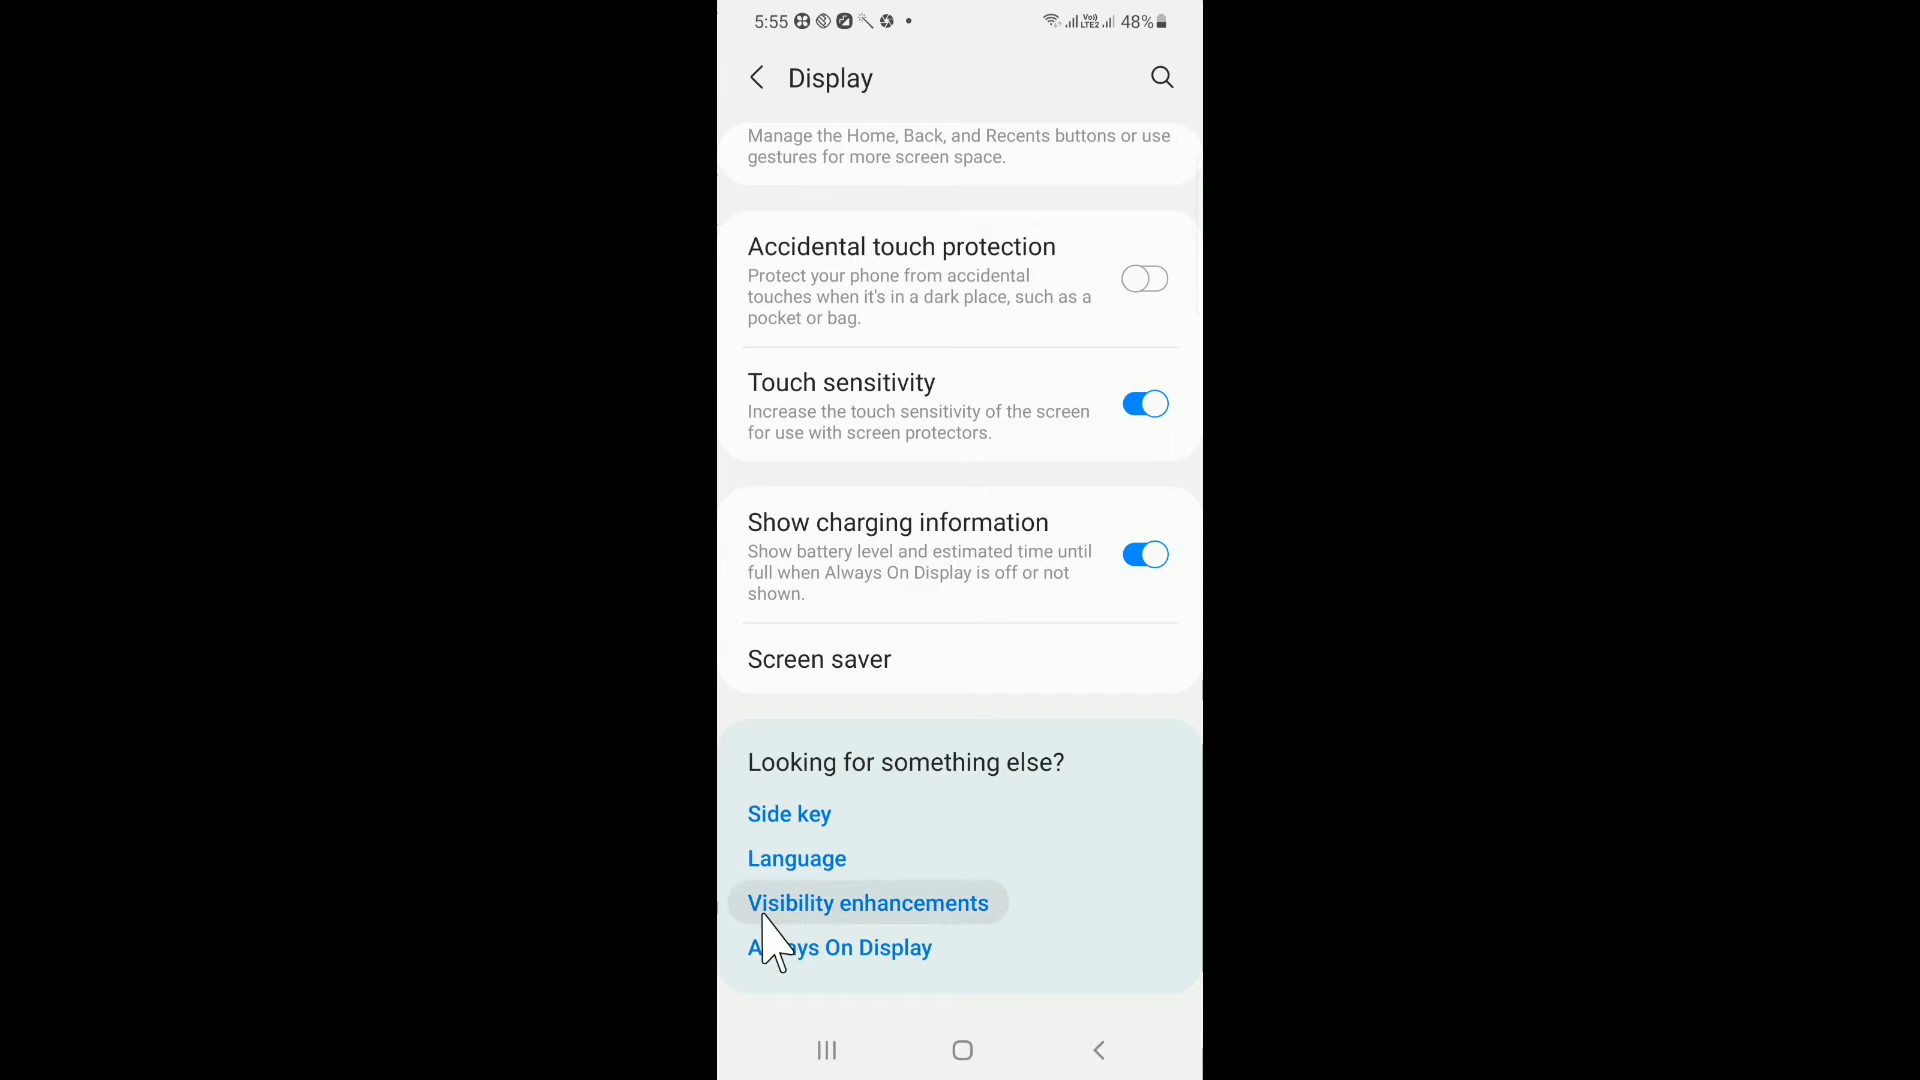 5:55 48%
Display
Manage the Home, Back, and Recents buttons or use
gestures for more screen space.
Accidental touch protection
Protect your phone from accidental
touches when it's in a dark place, such as a
pocket or bag.
Touch sensitivity
Increase the touch sensitivity of the screen
for use with screen protectors.
Show charging information
Show battery level and estimated time until
full when Always On Display is off or not
shown.
Screen saver
Looking for something else?
Side key
Language
Visibility enhancements
Always On Display